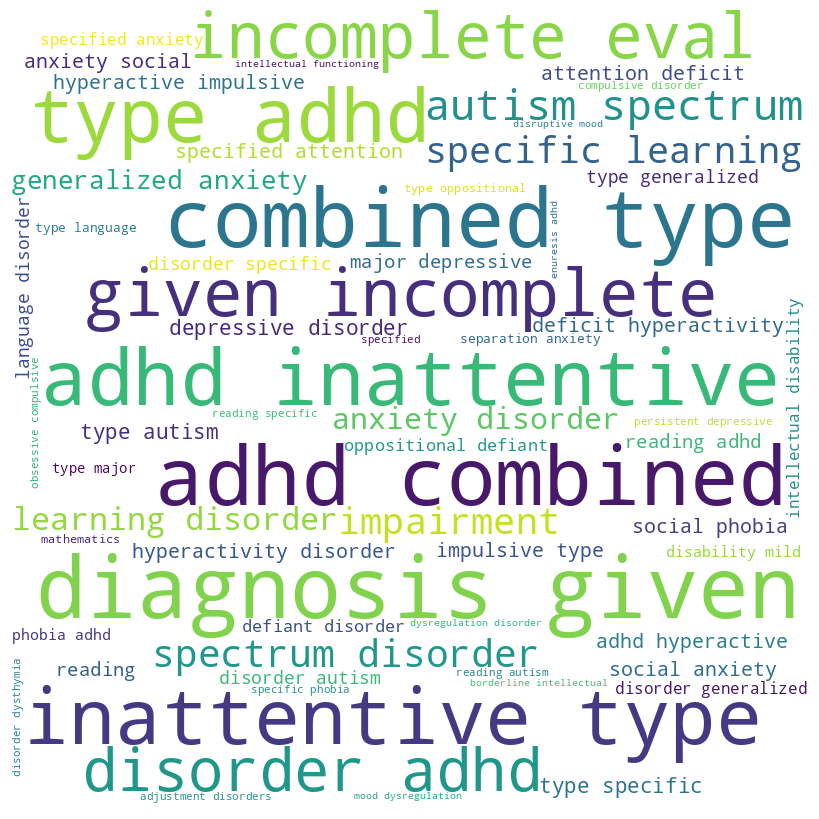 incomplete eval
specified anxiety
anxiety social
intellectual functioning
attention deficit
hyperactive impulsive
compulsive disorder
type adhd
autism spectrum
disruptive mood
specified attention
specific learning
generalized anxiety
type generalized
type oppositional
combined type
language disorder
type language
enuresis adhd
disorder specific
major depressive
given incomplete
depressive disorder
deficit hyperactivity
specified
separation anxiety
intellectual disability
adhd inattentive
obsessive compulsive
reading specific
anxiety disorder
persistent depressive
type autism
oppositional defiant
reading adhd
type major
adhd combined
learning disorder
impairment
social phobia
mathematics
hyperactivity disorder
impulsive type
disability mild
diagnosis given
phobia adhd
defiant disorder
dysregulation disorder
adhd hyperactive
spectrum disorder
reading
disorder autism
reading autism
social anxiety
specific phobia
borderline intellectual
disorder generalized
disorder dysthymia
inattentive type
disorder adhd
type specific
adjustment disorders
mood dysregulation